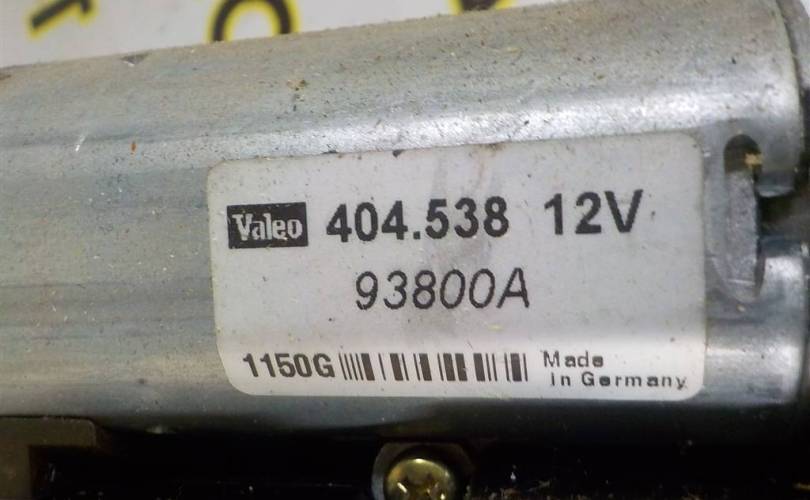 Valeo 404.538 12V
93800A
1150G Made
in Germany